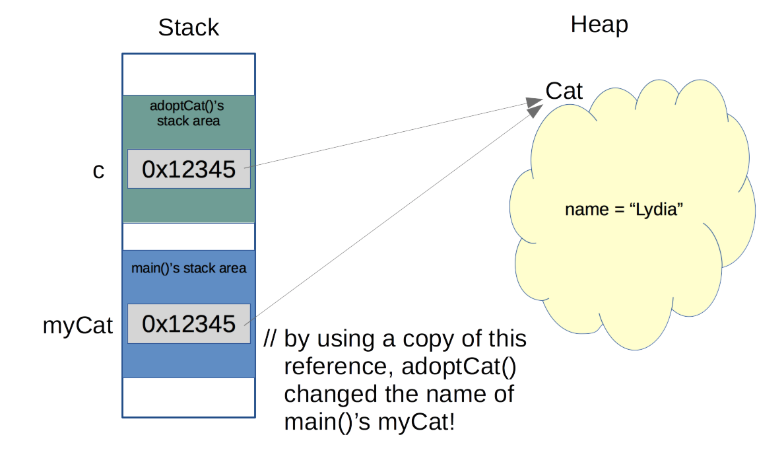 Stack
Heap
Cat
adoptCat()'s
stack area
c
0x12345
name = “Lydia”
main()'s stack area
myCat
0x12345
// by using a copy of this
reference, adoptCat()
changed the name of
main()’s myCat!